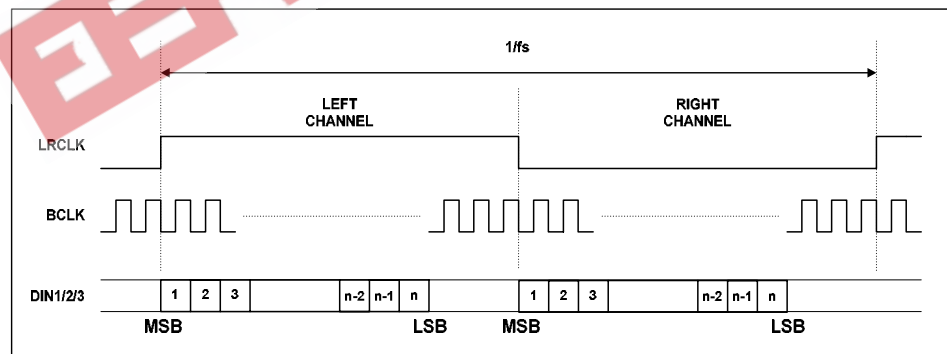 1/fs
LEFT
CHANNEL
RIGHT
CHANNEL
LRCLK
BCLK
DIN1/2/3
1 2 3 n-2 n-1 n 1 2 3 n-2 n-1 n
MSB LSB MSB LSB